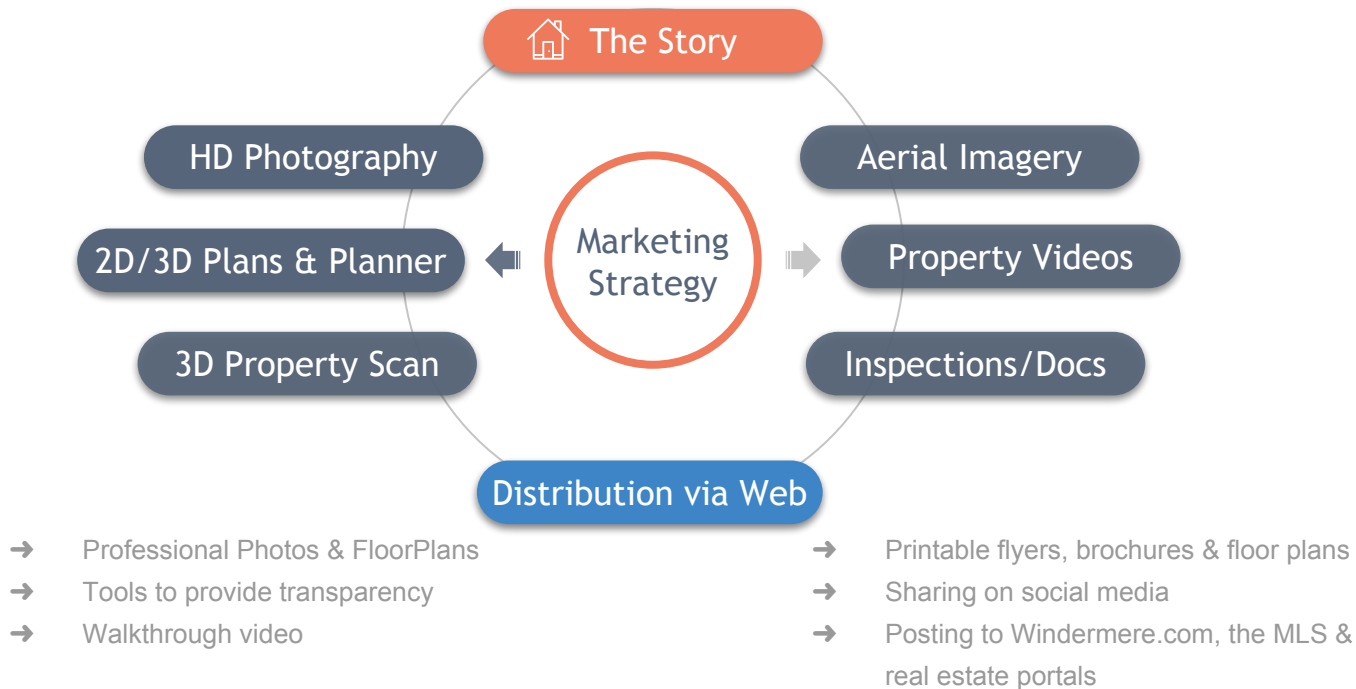 The Story
HD Photography
Aerial Imagery
Marketing
Strategy
2D/3D Plans & Planner
Property Videos
3D Property Scan
Inspections/Docs
Distribution via Web
➜ Professional Photos & FloorPlans
➜ Tools to provide transparency
➜ Walkthrough video
➜ Printable flyers, brochures & floor plans
➜ Sharing on social media
➜ Posting to Windermere.com, the MLS &
real estate portals